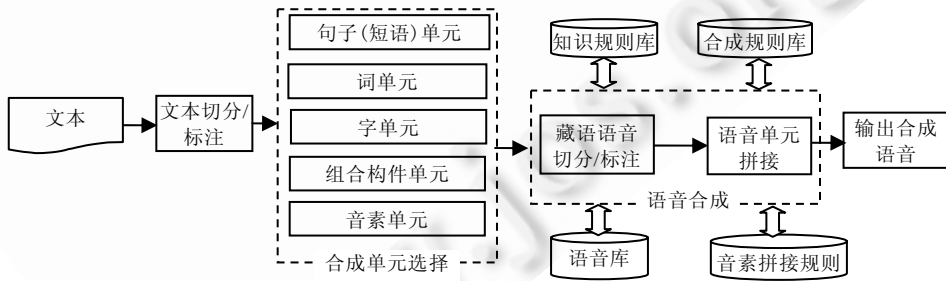 句子(短语)单元
词单元
字单元
组合构件单元
音素单元
合成单元选择
文本
文本切分/
标注
知识规则库
合成规则库
藏语语音
切分/标注
语音单元
拼接
语音合成
语音库
音素拼接规则
输出合成
语音